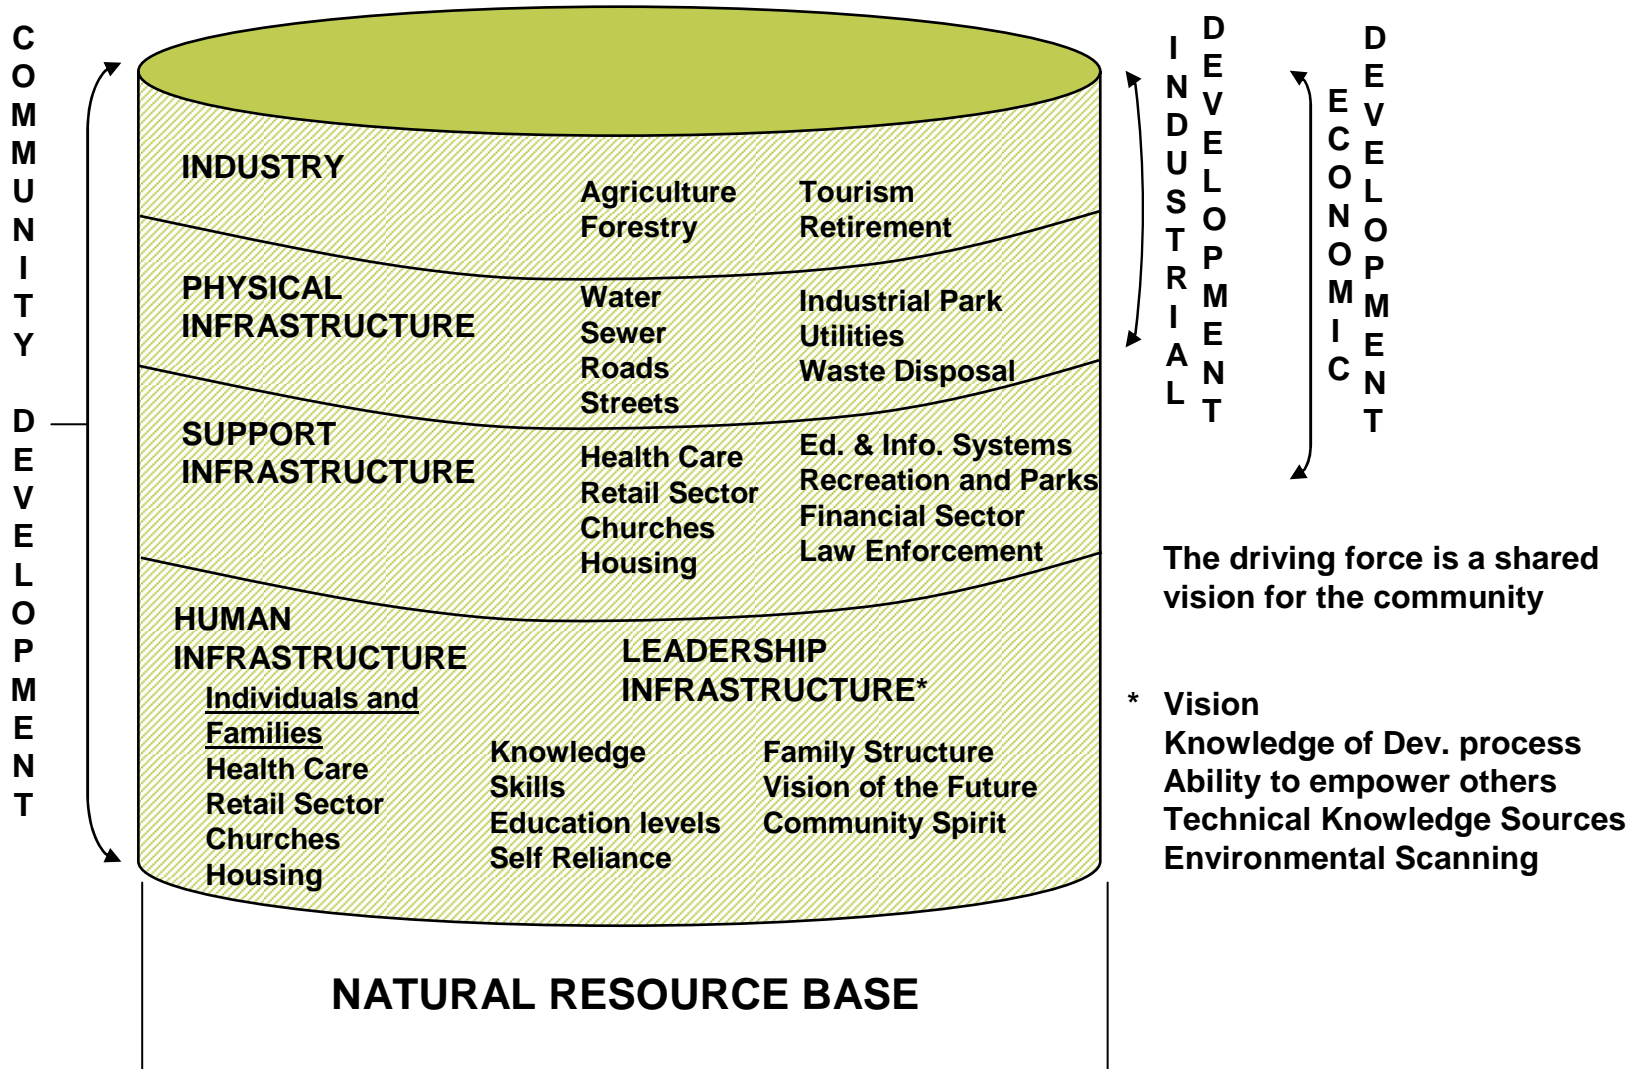 COMMUNITY DEVELOPMENT
INDUSTRIAL
DEVELOPMENT
ECONOMIC
DEVELOPMENT
INDUSTRY
Agriculture
Forestry
Tourism
Retirement
PHYSICAL
INFRASTRUCTURE
Water
Sewer
Roads
Streets
Industrial Park
Utilities
Waste Disposal
SUPPORT
INFRASTRUCTURE
Health Care
Retail Sector
Churches
Housing
Ed. & Info. Systems
Recreation and Parks
Financial Sector
Law Enforcement
HUMAN
INFRASTRUCTURE
Individuals and
Families
Health Care
Retail Sector
Churches
Housing
LEADERSHIP
INFRASTRUCTURE*
Knowledge
Skills
Education levels
Self Reliance
Family Structure
Vision of the Future
Community Spirit
The driving force is a shared
vision for the community
* Vision
Knowledge of Dev. process
Ability to empower others
Technical Knowledge Sources
Environmental Scanning
NATURAL RESOURCE BASE